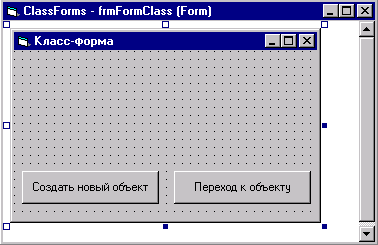 ClassForms - frmFormClass (Form)
Класс-форма
Создать новый объект
Переход к объекту